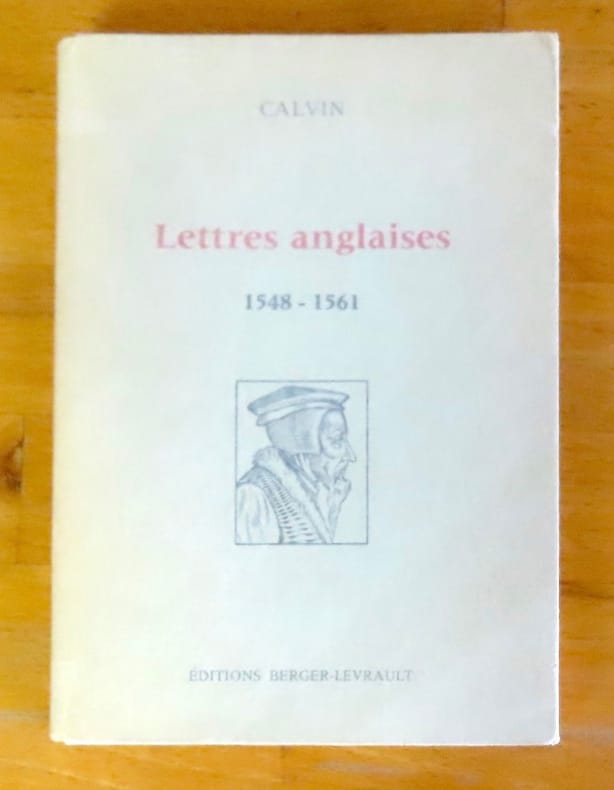 CALVIN
Lettres anglaises
1548 - 1561
ÉDITIONS BERGER-LEVRAULT